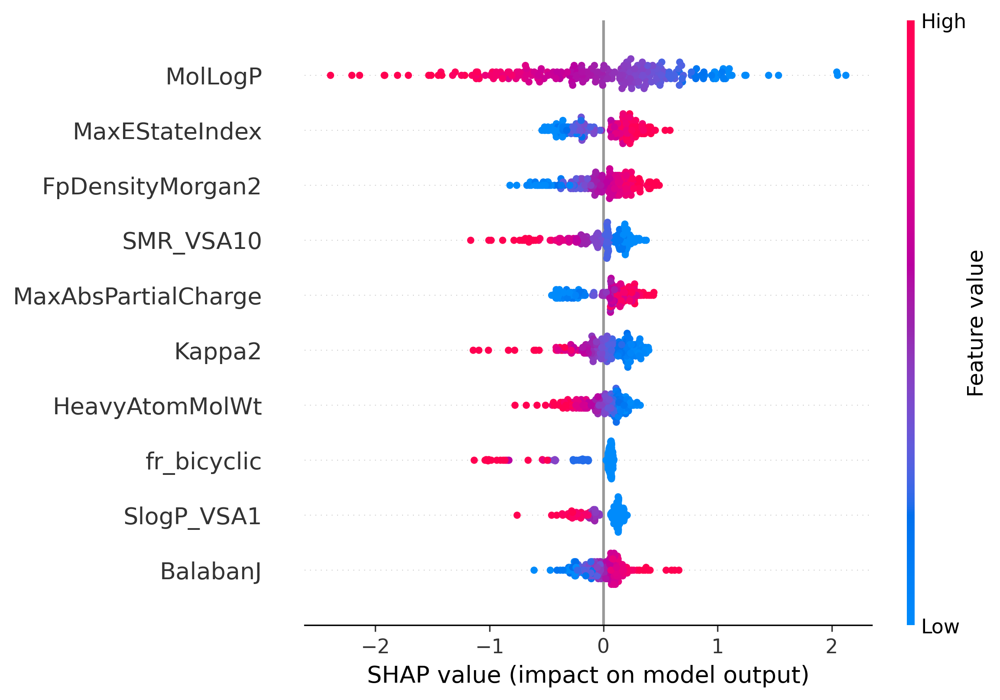 High
MolLogP
MaxEStateIndex
FpDensityMorgan2
SMR_VSA10
MaxAbsPartialCharge
Kappa2
HeavyAtomMolWt
fr_bicyclic
SlogP_VSA1
BalabanJ
Feature value
Low
−2 −1 0 1 2
SHAP value (impact on model output)